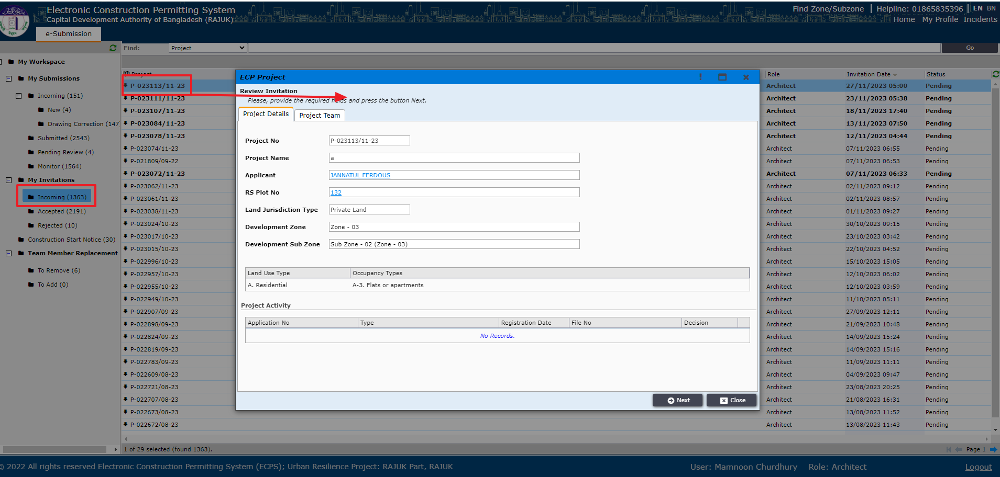 Electronic Construction Permitting System
Capital Development Authority of Bangladesh (RAJUK)
Find Zone/Subzone | Helpline: 01865835396 | EN BN
Home My Profile Incidents
e-Submission
Find: Project Go
My Workspace
My Submissions
Incoming (151)
New (4)
Drawing Correction (147
Submitted (2543)
Pending Review (4)
Monitor (1564)
My Invitations
Incoming (1363)
Accepted (2191)
Rejected (10)
Construction Start Notice (30)
Team Member Replacement
To Remove (6)
To Add (0)
Project Role Invitation Date Status
P-023113/11-23 Architect 27/11/2023 05:00 Pending
P-023111/11-23 Architect 23/11/2023 05:38 Pending
P-023107/11-23 Architect 18/11/2023 17:40 Pending
P-023084/11-23 Architect 13/11/2023 07:50 Pending
P-023078/11-23 Architect 12/11/2023 04:44 Pending
P-023074/11-23 Architect 07/11/2023 06:55 Pending
P-021809/09-22 Architect 07/11/2023 06:53 Pending
P-023072/11-23 Architect 07/11/2023 06:33 Pending
P-023062/11-23 Architect 02/11/2023 09:12 Pending
P-023061/11-23 Architect 02/11/2023 08:57 Pending
P-023038/11-23 Architect 01/11/2023 09:27 Pending
P-023024/10-23 Architect 30/10/2023 09:15 Pending
P-023017/10-23 Architect 23/10/2023 03:42 Pending
P-023015/10-23 Architect 22/10/2023 04:52 Pending
P-022996/10-23 Architect 15/10/2023 15:05 Pending
P-022957/10-23 Architect 12/10/2023 06:02 Pending
P-022955/10-23 Architect 12/10/2023 03:59 Pending
P-022949/10-23 Architect 11/10/2023 05:11 Pending
P-022907/09-23 Architect 27/09/2023 12:11 Pending
P-022898/09-23 Architect 21/09/2023 10:48 Pending
P-022824/09-23 Architect 14/09/2023 15:24 Pending
P-022819/09-23 Architect 14/09/2023 15:16 Pending
P-022783/09-23 Architect 11/09/2023 11:11 Pending
P-022609/08-23 Architect 04/09/2023 09:47 Pending
P-022721/08-23 Architect 23/08/2023 20:25 Pending
P-022707/08-23 Architect 21/08/2023 16:31 Pending
P-022673/08-23 Architect 13/08/2023 11:52 Pending
P-022672/08-23 Architect 13/08/2023 11:43 Pending
ECP Project
Review Invitation
Please, provide the required fields and press the button Next.
Project Details Project Team
Project No P-023113/11-23
Project Name a
Applicant JANNATUL FERDOUS
RS Plot No 132
Land Jurisdiction Type Private Land
Development Zone Zone - 03
Development Sub Zone Sub Zone - 02 (Zone - 03)
Land Use Type Occupancy Types
A. Residential A-3. Flats or apartments
Project Activity
Application No Type Registration Date File No Decision
No Records.
Next Close
1 of 29 selected (found 1363). Page 1
© 2022 All rights reserved Electronic Construction Permitting System (ECPS); Urban Resilience Project: RAJUK Part, RAJUK
User: Mamnoon Churdhury Role: Architect Logout